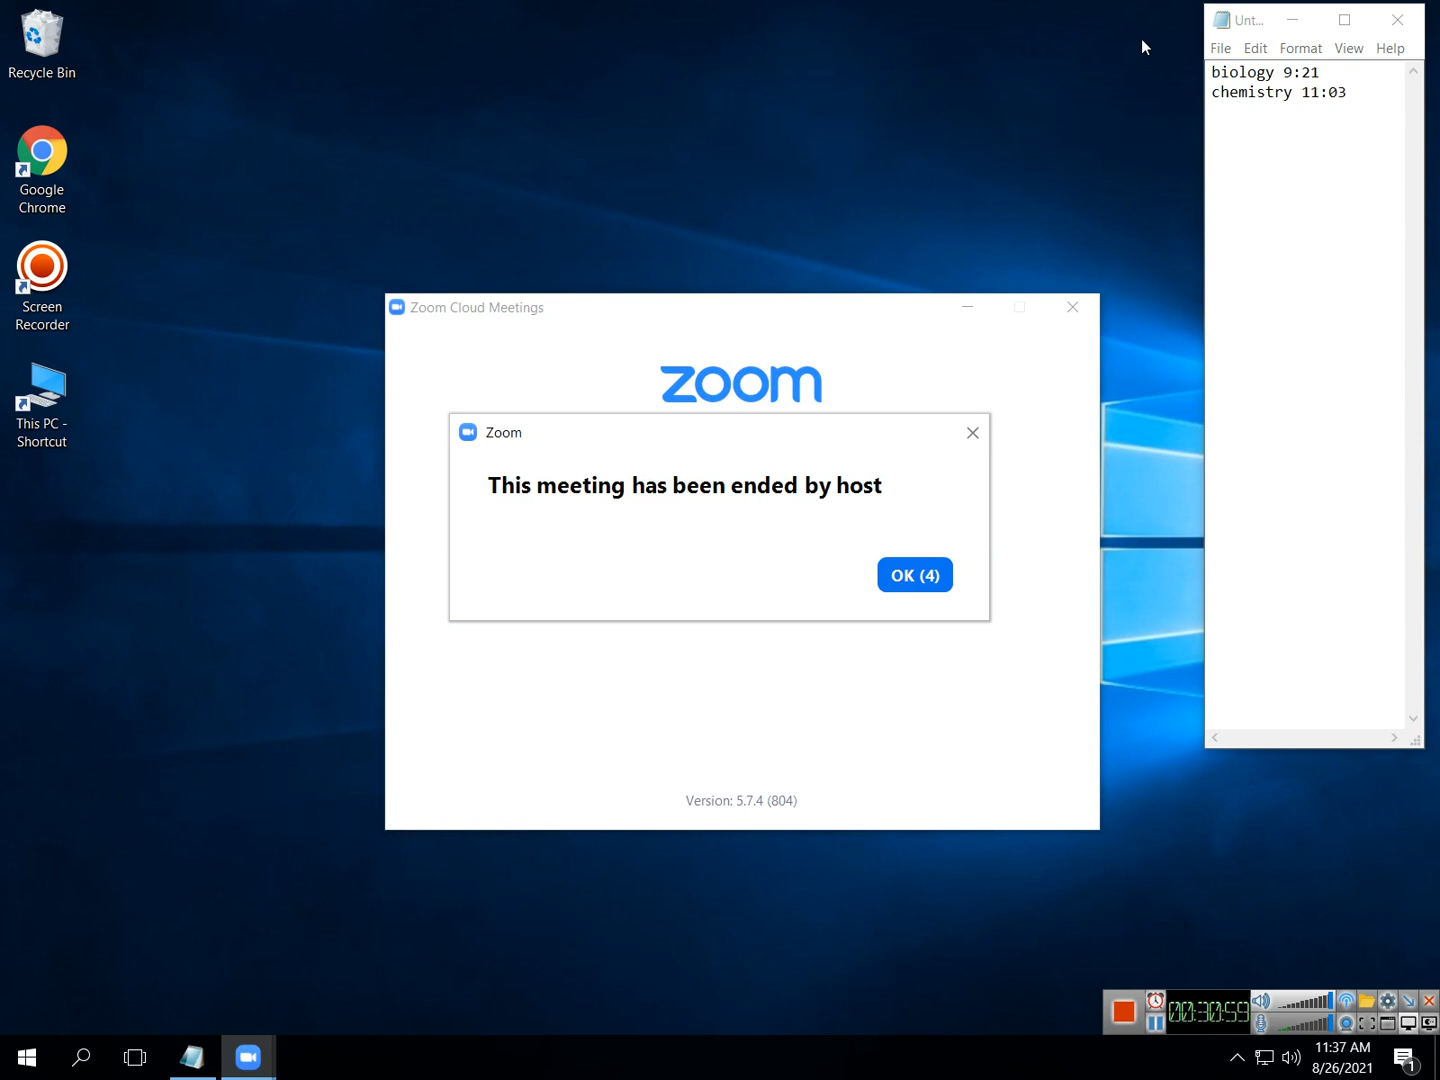 Recycle Bin
Google
Chrome
Screen
Recorder
This PC -
Shortcut
Unt...
File Edit Format View Help
biology 9:21
chemistry 11:03
Zoom Cloud Meetings
zoom
Zoom
This meeting has been ended by host
OK (4)
Version: 5.7.4 (804)
00:30:59
11:37 AM
8/26/2021
1